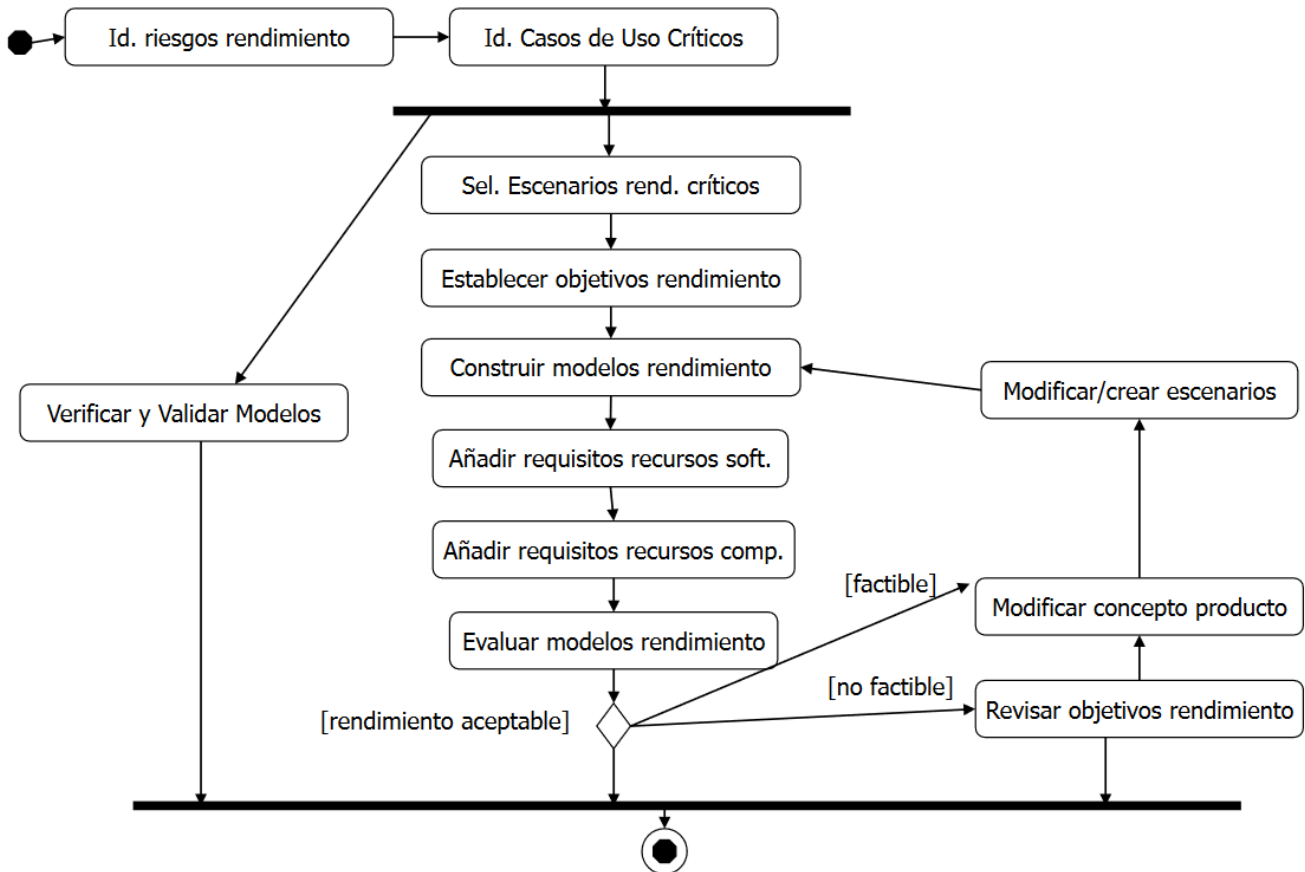 Id. riesgos rendimiento
Id. Casos de Uso Críticos
Sel. Escenarios rend. críticos
Establecer objetivos rendimiento
Construir modelos rendimiento
Modificar/crear escenarios
Verificar y Validar Modelos
Añadir requisitos recursos soft.
Añadir requisitos recursos comp.
[factible]
Modificar concepto producto
Evaluar modelos rendimiento
[no factible]
Revisar objetivos rendimiento
[rendimiento aceptable]